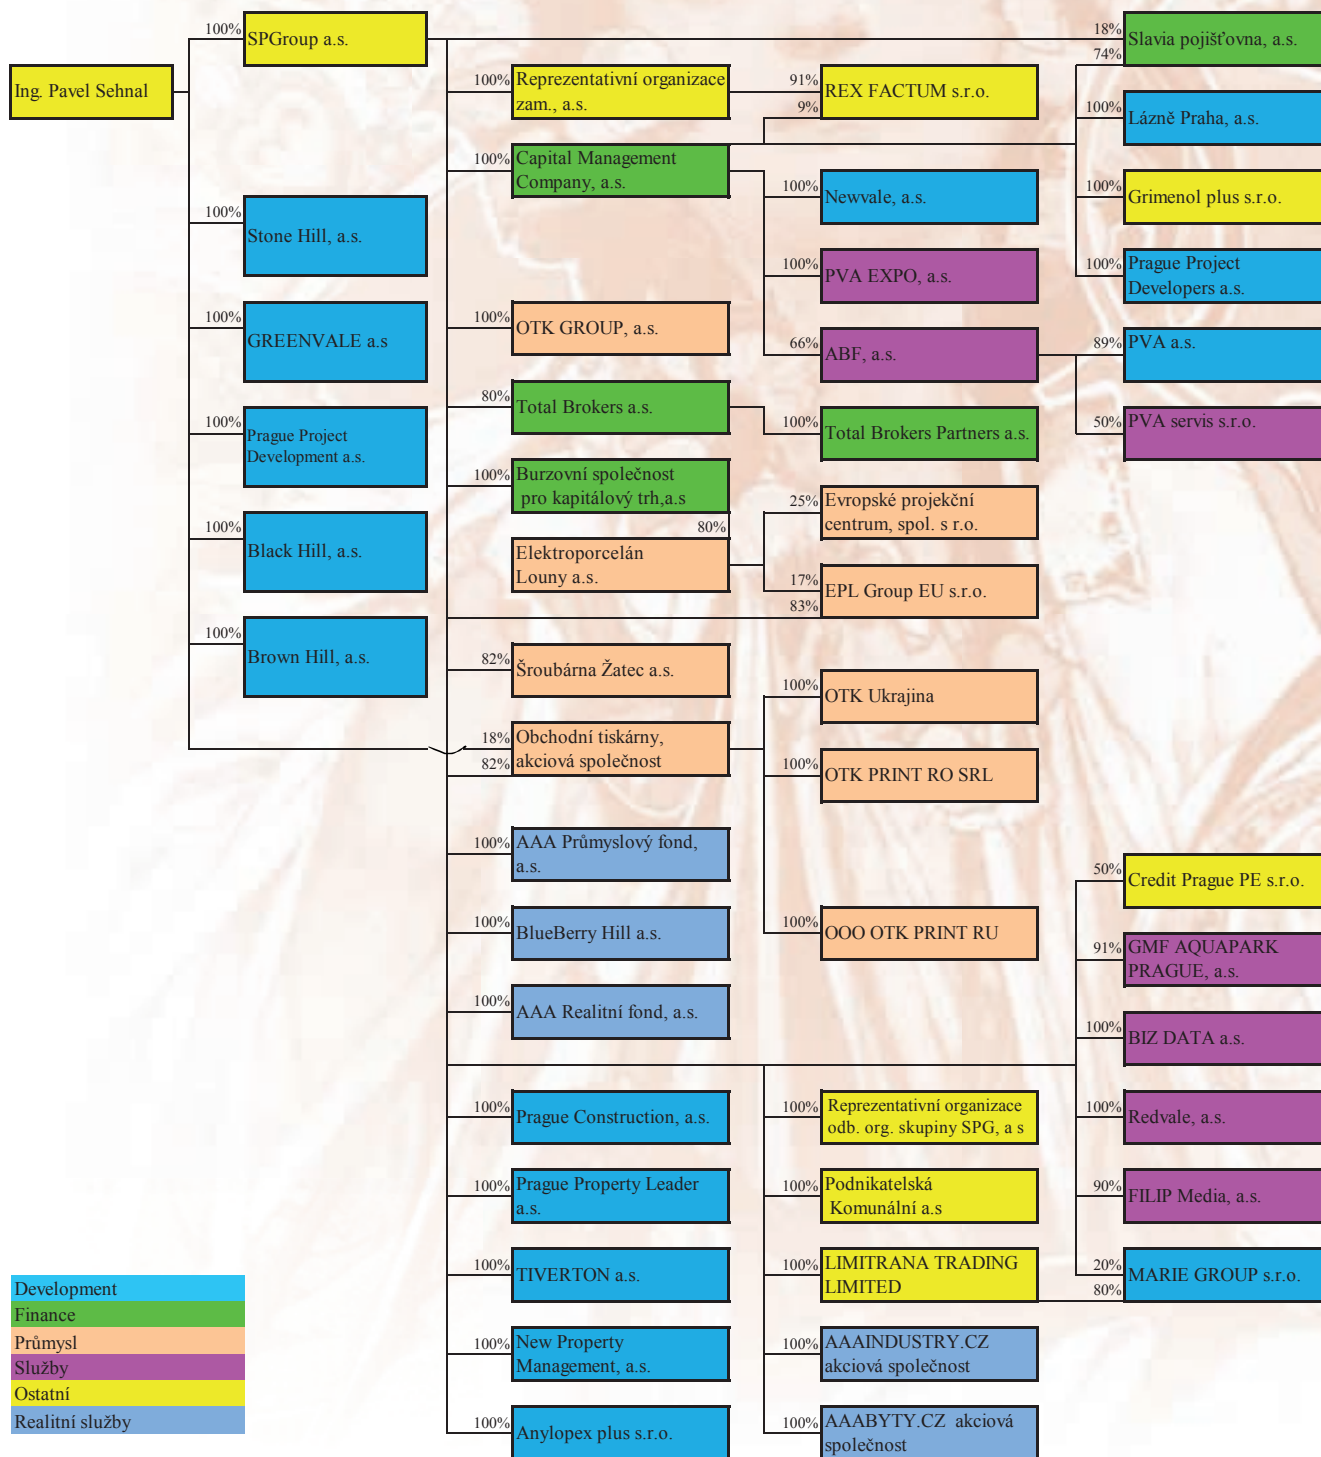 100%
SPGroup a.s.
18%
Slavia pojišťovna, a.s.
74%
Ing. Pavel Sehnal
100%
Reprezentativní organizace
zam., a.s.
91%
REX FACTUM s.r.o.
9%
100%
Lázně Praha, a.s.
100%
Capital Management
Company, a.s.
100%
Newvale, a.s.
100%
Grimenol plus s.r.o.
100%
Stone Hill, a.s.
100%
PVA EXPO, a.s.
100%
Prague Project
Developers a.s.
100%
GREENVALE a.s
100%
OTK GROUP, a.s.
66%
ABF, a.s.
89%
PVA a.s.
80%
Total Brokers a.s.
100%
Total Brokers Partners a.s.
50%
PVA servis s.r.o.
100%
Prague Project
Development a.s.
100%
Burzovní společnost
pro kapitálový trh,a.s
25%
Evropské projekční
centrum, spol. s r.o.
100%
Black Hill, a.s.
80%
Elektroporcelán
Louny a.s.
17%
EPL Group EU s.r.o.
83%
100%
Brown Hill, a.s.
82%
Šroubárna Žatec a.s.
100%
OTK Ukrajina
18%
Obchodní tiskárny,
akciová společnost
82%
100%
OTK PRINT RO SRL
100%
AAA Průmyslový fond,
a.s.
50%
Credit Prague PE s.r.o.
100%
BlueBerry Hill a.s.
100%
OOO OTK PRINT RU
91%
GMF AQUAPARK
PRAGUE, a.s.
100%
AAA Realitní fond, a.s.
100%
BIZ DATA a.s.
100%
Prague Construction, a.s.
100%
Reprezentativní organizace
odb. org. skupiny SPG, a s
100%
Redvale, a.s.
100%
Prague Property Leader
a.s.
100%
Podnikatelská
Komunální a.s
90%
FILIP Media, a.s.
100%
TIVERTON a.s.
100%
LIMITRANA TRADING
LIMITED
20%
MARIE GROUP s.r.o.
80%
100%
New Property
Management, a.s.
100%
AAAINDUSTRY.CZ
akciová společnost
100%
Anylopex plus s.r.o.
100%
AAABYTY.CZ akciová
společnost
Development
Finance
Průmysl
Služby
Ostatní
Realitní služby